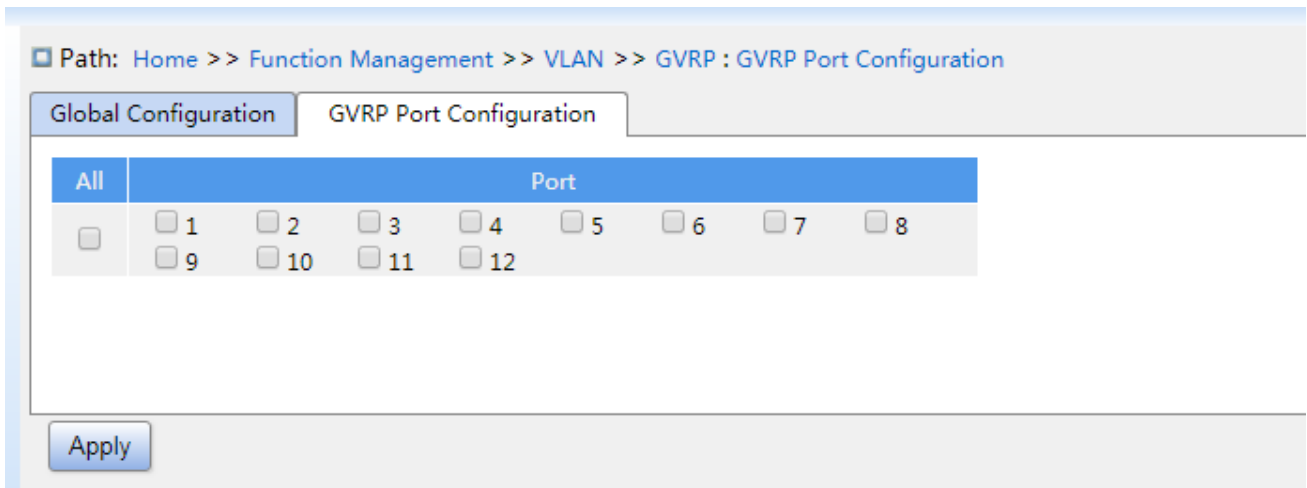 Path: Home >> Function Management >> VLAN >> GVRP : GVRP Port Configuration
Global Configuration GVRP Port Configuration
All Port
1 2 3 4 5 6 7 8
9 10 11 12
Apply